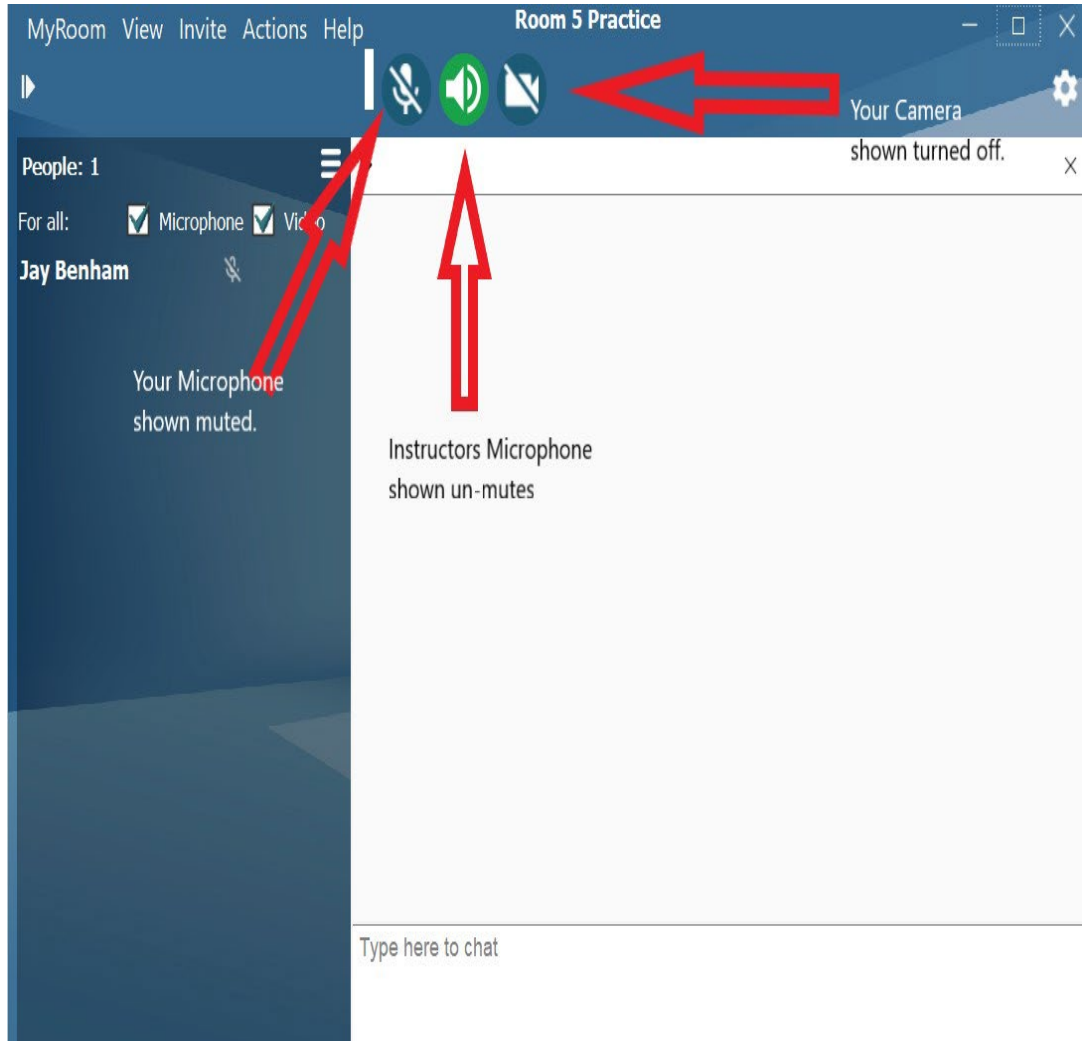 Room 5 Practice
MyRoom View Invite Actions Help
Your Camera
shown turned off.
People: 1
For all: Microphone Video
Jay Benham
Your Microphone
shown muted.
Instructors Microphone
shown un-mutes
Type here to chat